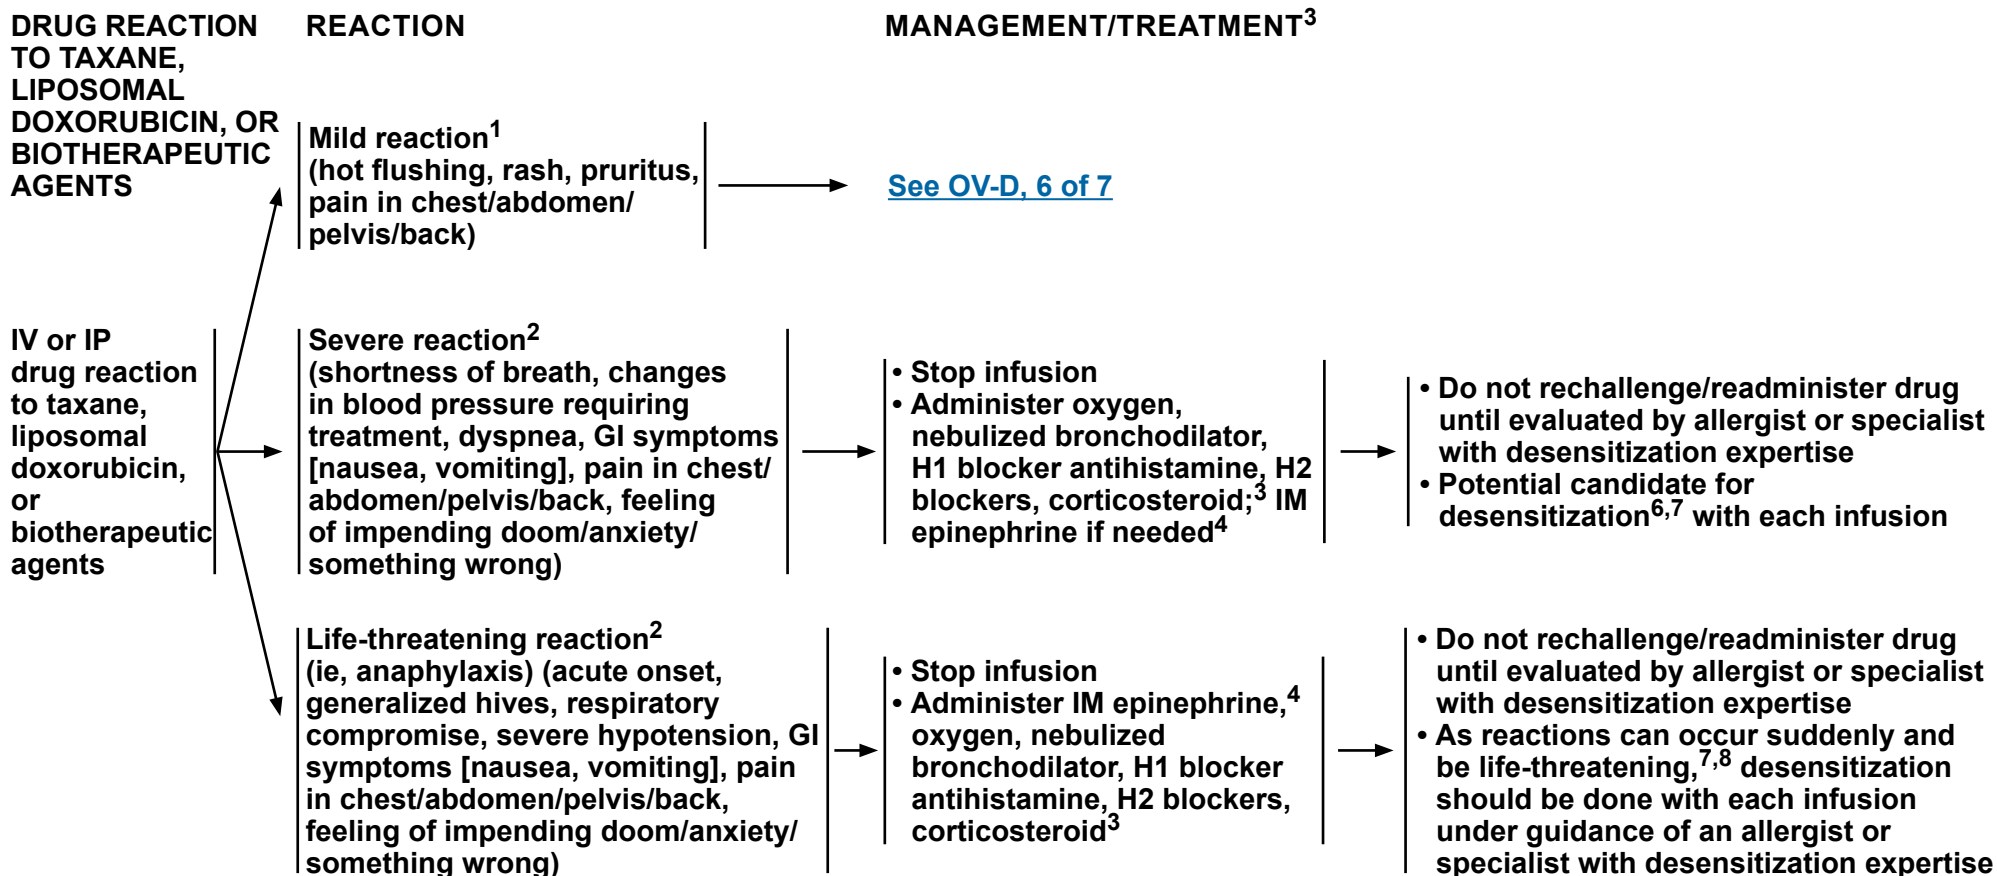 DRUG REACTION
TO TAXANE,
LIPOSOMAL
DOXORUBICIN, OR
BIOTHERAPEUTIC
AGENTS
REACTION
MANAGEMENT/TREATMENT3
Mild reaction1
(hot flushing, rash, pruritus,
pain in chest/abdomen/
pelvis/back)
See OV-D, 6 of 7
IV or IP
drug reaction
to taxane,
liposomal
doxorubicin,
or
biotherapeutic
agents
Severe reaction2
(shortness of breath, changes
in blood pressure requiring
treatment, dyspnea, GI symptoms
[nausea, vomiting], pain in chest/
abdomen/pelvis/back, feeling
of impending doom/anxiety/
something wrong)
• Stop infusion
• Administer oxygen,
nebulized bronchodilator,
H1 blocker antihistamine, H2
blockers, corticosteroid;3 IM
epinephrine if needed4
• Do not rechallenge/readminister drug
until evaluated by allergist or specialist
with desensitization expertise
• Potential candidate for
desensitization6,7 with each infusion
Life-threatening reaction2
(ie, anaphylaxis) (acute onset,
generalized hives, respiratory
compromise, severe hypotension, GI
symptoms [nausea, vomiting], pain
in chest/abdomen/pelvis/back,
feeling of impending doom/anxiety/
something wrong)
• Stop infusion
• Administer IM epinephrine,4
oxygen, nebulized
bronchodilator, H1 blocker
antihistamine, H2 blockers,
corticosteroid3
• Do not rechallenge/readminister drug
until evaluated by allergist or specialist
with desensitization expertise
• As reactions can occur suddenly and
be life-threatening,7,8 desensitization
should be done with each infusion
under guidance of an allergist or
specialist with desensitization expertise